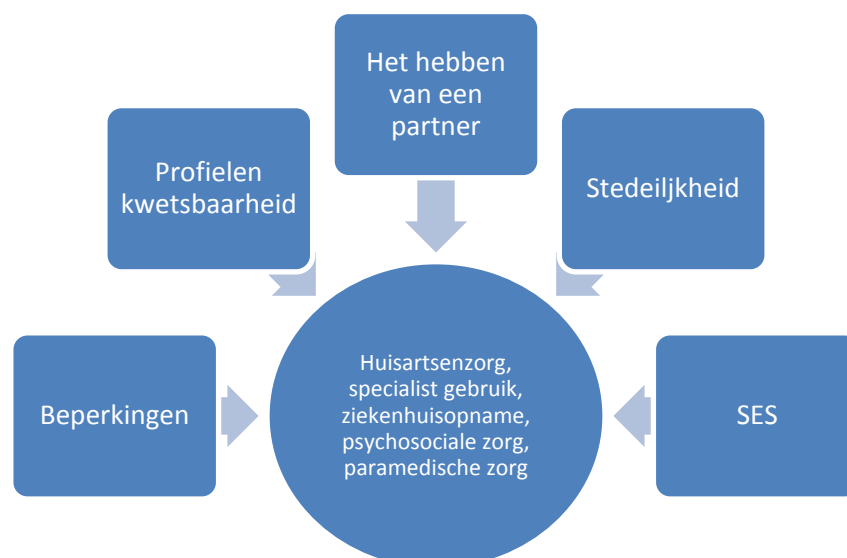 Het hebben
van een
partner
Profielen
kwetsbaarheid
Stedeiljkheid
Beperkingen
Huisartsenzorg,
specialist gebruik,
ziekenhuisopname,
psychosociale zorg,
paramedische zorg
SES